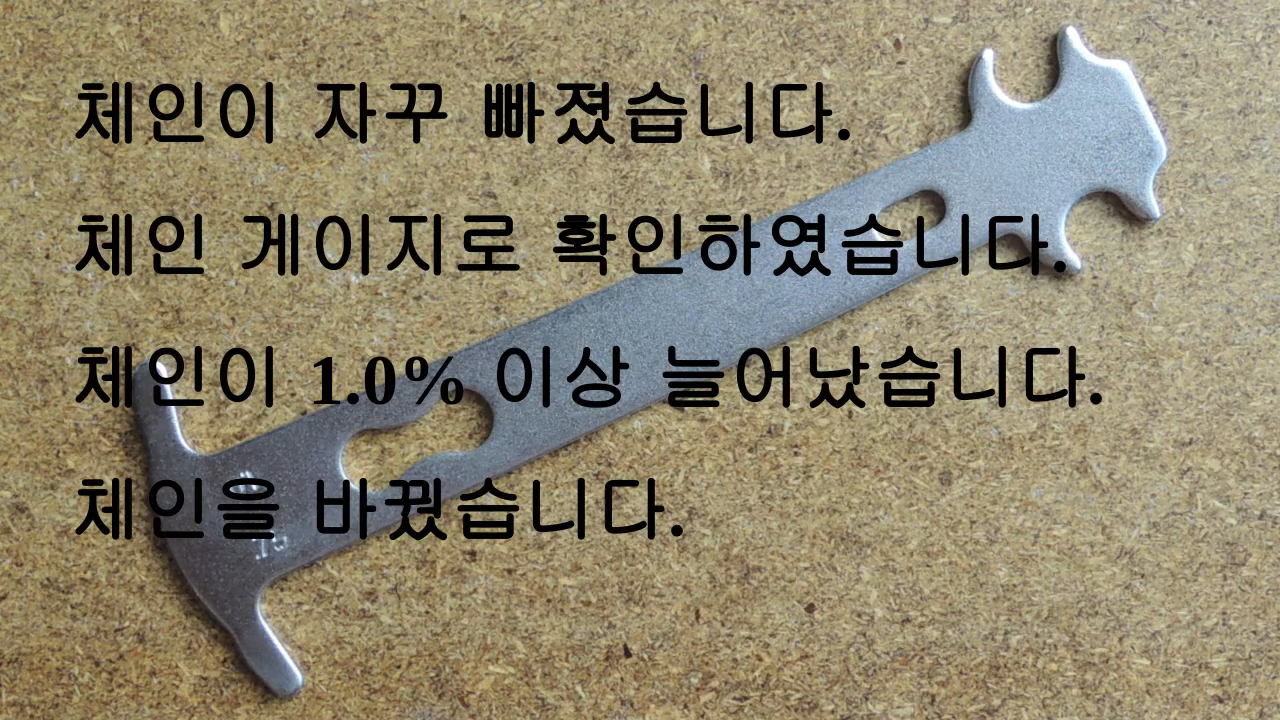 체인이 자꾸 빠졌습니다.
체인 게이지로 확인하였습니다.
체인이 1.0% 이상 늘어났습니다.
체인을 바꿨습니다.